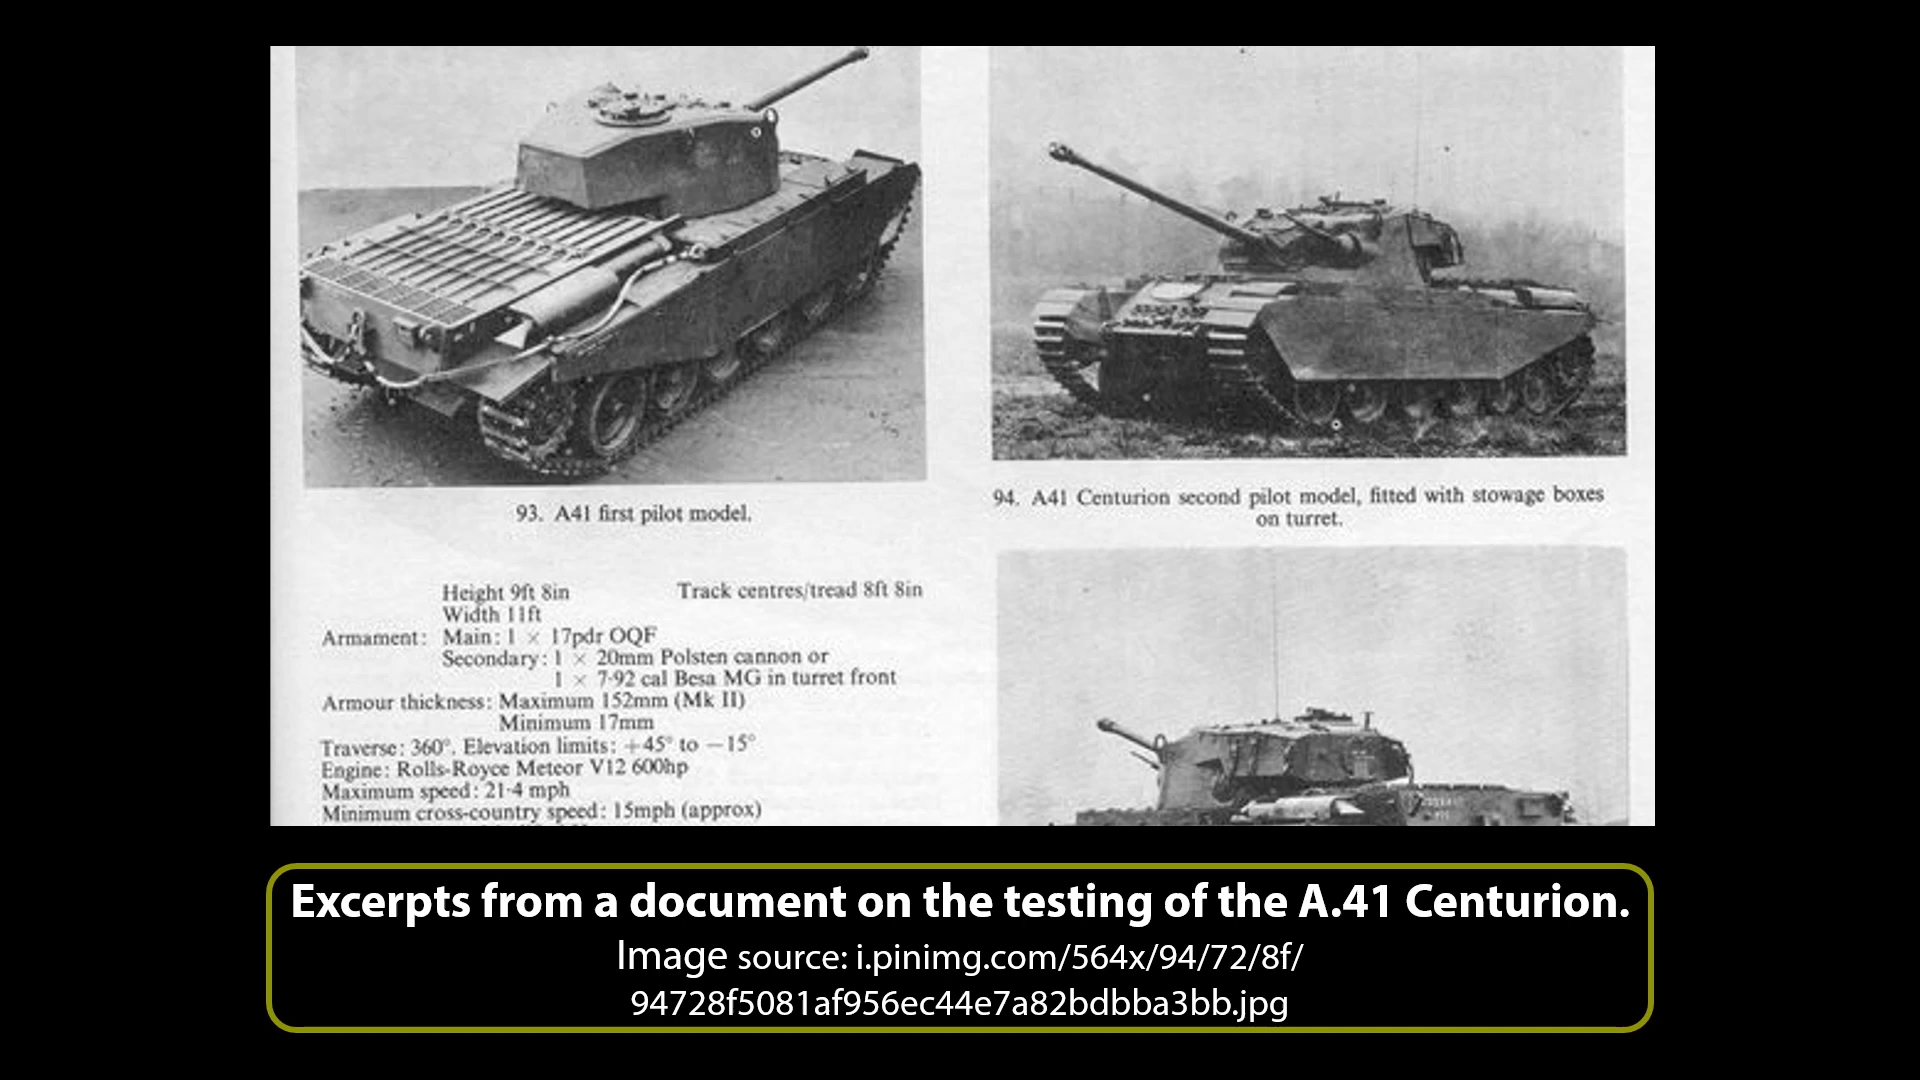 93. A41 first pilot model.
94. A41 Centurion second pilot model, fitted with stowage boxes
on turret.
Height 9ft 8in Track centres/tread 8ft 8in
Width 11ft
Armament: Main: 1 × 17pdr OQF
Secondary: 1 × 20mm Polsten cannon or
1 × 7·92 cal Besa MG in turret front
Armour thickness: Maximum 152mm (Mk II)
Minimum 17mm
Traverse: 360°. Elevation limits: +45° to −15°
Engine: Rolls-Royce Meteor V12 600hp
Maximum speed: 21·4 mph
Minimum cross-country speed: 15mph (approx)
Excerpts from a document on the testing of the A.41 Centurion.
Image source: i.pinimg.com/564x/94/72/8f/
94728f5081af956ec44e7a82bdbba3bb.jpg